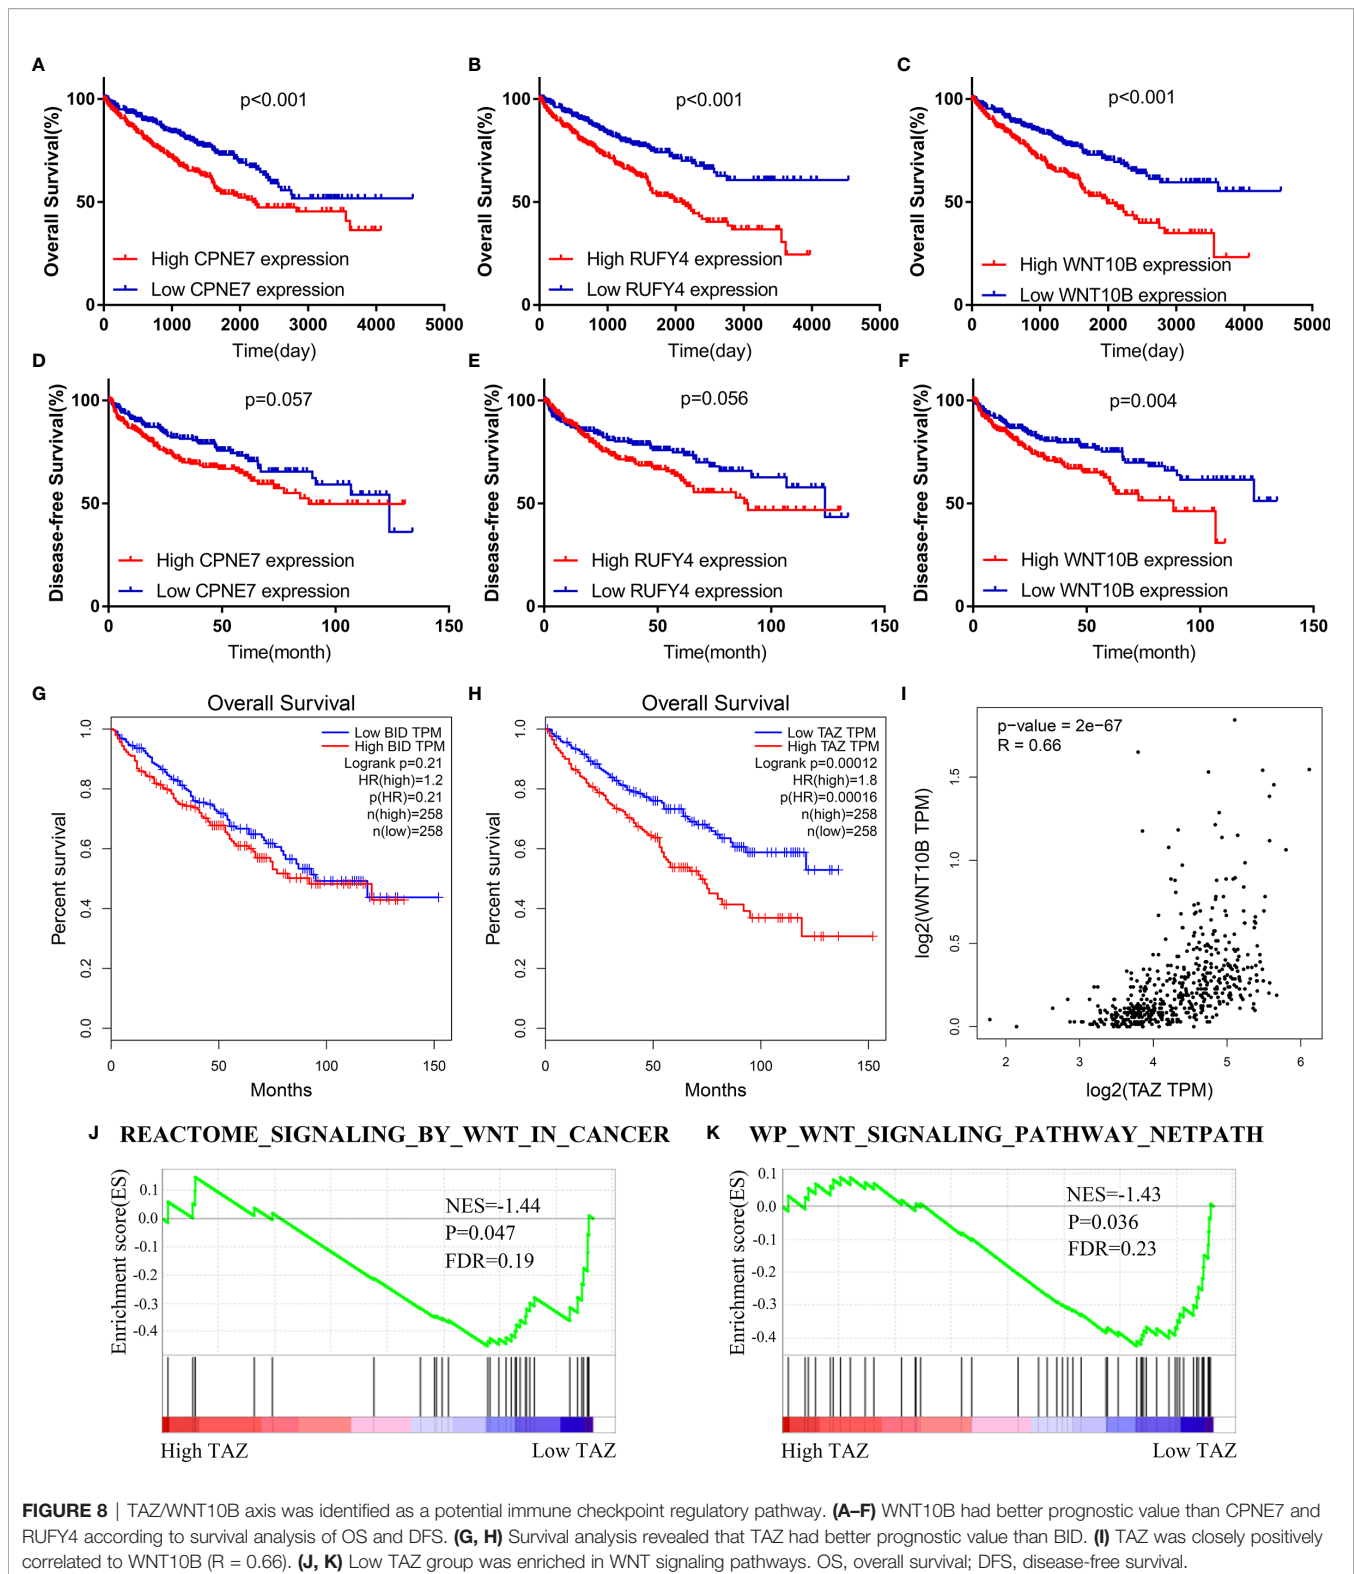 A
p<0.001
Overall Survival(%)
100
50
0
High CPNE7 expression
Low CPNE7 expression
0 1000 2000 3000 4000 5000
Time(day)
B
p<0.001
Overall Survival(%)
100
50
0
High RUFY4 expression
Low RUFY4 expression
0 1000 2000 3000 4000 5000
Time(day)
C
p<0.001
Overall Survival(%)
100
50
0
High WNT10B expression
Low WNT10B expression
0 1000 2000 3000 4000 5000
Time(day)
D
p=0.057
Disease-free Survival(%)
100
50
0
High CPNE7 expression
Low CPNE7 expression
0 50 100 150
Time(month)
E
p=0.056
Disease-free Survival(%)
100
50
0
High RUFY4 expression
Low RUFY4 expression
0 50 100 150
Time(month)
F
p=0.004
Disease-free Survival(%)
100
50
0
High WNT10B expression
Low WNT10B expression
0 50 100 150
Time(month)
G
Overall Survival
Low BID TPM
High BID TPM
Logrank p=0.21
HR(high)=1.2
p(HR)=0.21
n(high)=258
n(low)=258
Percent survival
1.0
0.8
0.6
0.4
0.2
0.0
0 50 100 150
Months
H
Overall Survival
Low TAZ TPM
High TAZ TPM
Logrank p=0.00012
HR(high)=1.8
p(HR)=0.00016
n(high)=258
n(low)=258
Percent survival
1.0
0.8
0.6
0.4
0.2
0.0
0 50 100 150
Months
I
p−value = 2e−67
R = 0.66
log2(WNT10B TPM)
1.5
1.0
0.5
0.0
2 3 4 5 6
log2(TAZ TPM)
J
REACTOME_SIGNALING_BY_WNT_IN_CANCER
Enrichment score(ES)
0.1
0.0
-0.1
-0.2
-0.3
-0.4
NES=-1.44
P=0.047
FDR=0.19
High TAZ Low TAZ
K
WP_WNT_SIGNALING_PATHWAY_NETPATH
Enrichment score(ES)
0.1
0.0
-0.1
-0.2
-0.3
-0.4
NES=-1.43
P=0.036
FDR=0.23
High TAZ Low TAZ
FIGURE 8 | TAZ/WNT10B axis was identified as a potential immune checkpoint regulatory pathway. (A–F) WNT10B had better prognostic value than CPNE7 and
RUFY4 according to survival analysis of OS and DFS. (G, H) Survival analysis revealed that TAZ had better prognostic value than BID. (I) TAZ was closely positively
correlated to WNT10B (R = 0.66). (J, K) Low TAZ group was enriched in WNT signaling pathways. OS, overall survival; DFS, disease-free survival.